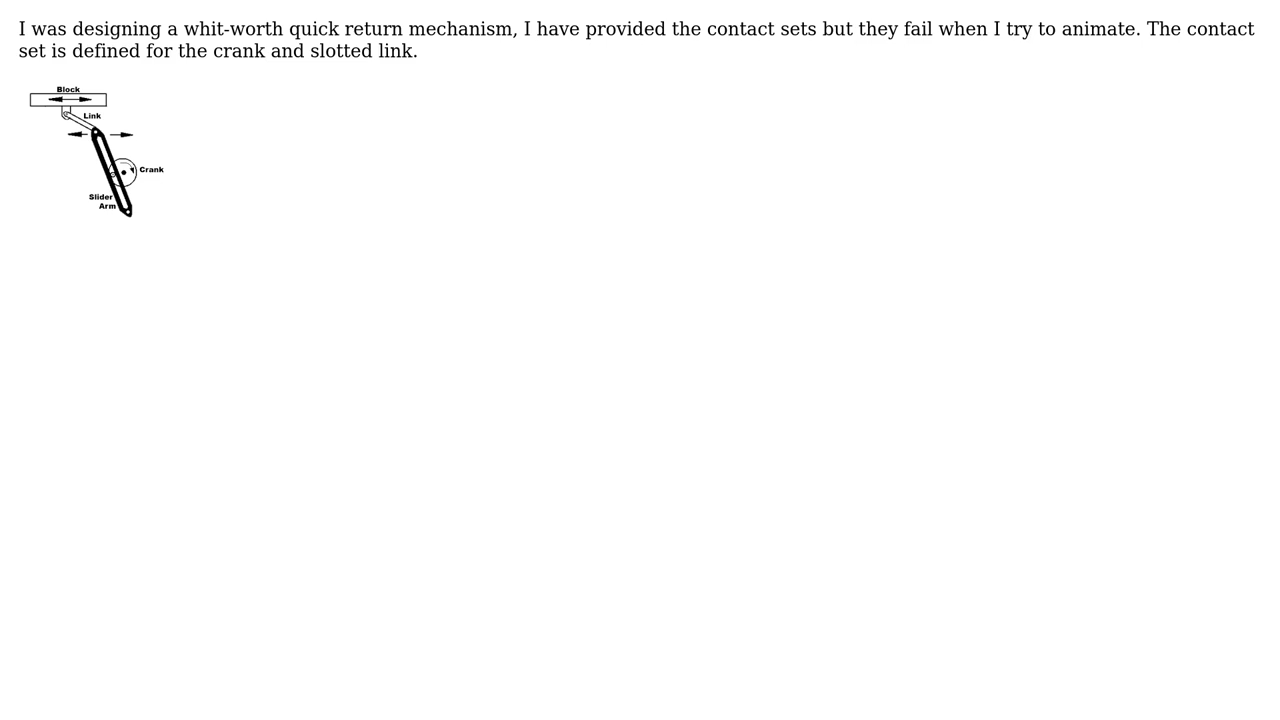 I was designing a whit-worth quick return mechanism, I have provided the contact sets but they fail when I try to animate. The contact
set is defined for the crank and slotted link.
Block
Link
Crank
Slider
Arm